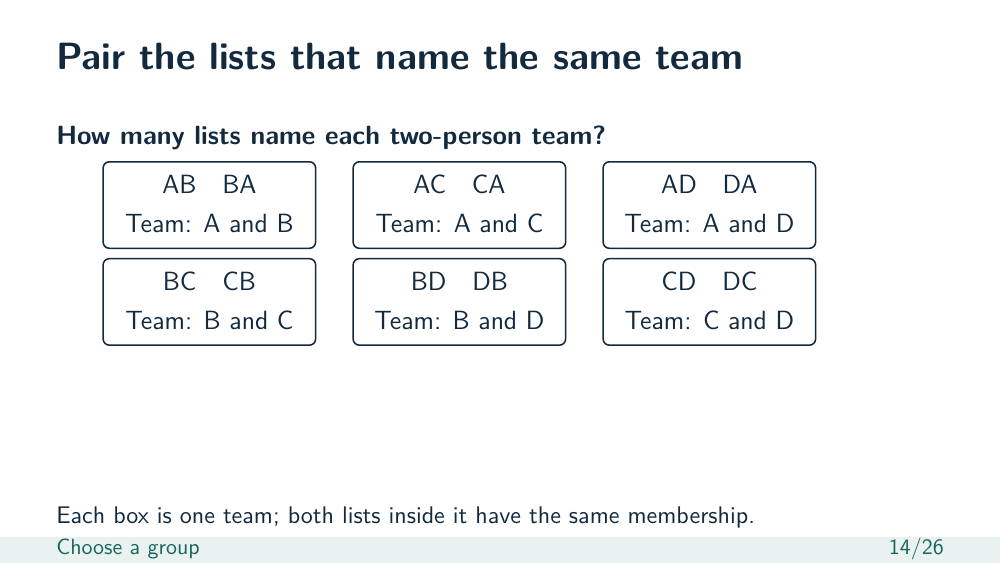 Pair the lists that name the same team
How many lists name each two-person team?
AB BA
Team: A and B
AC CA
Team: A and C
AD DA
Team: A and D
BC CB
Team: B and C
BD DB
Team: B and D
CD DC
Team: C and D
Each box is one team; both lists inside it have the same membership.
Choose a group
14/26